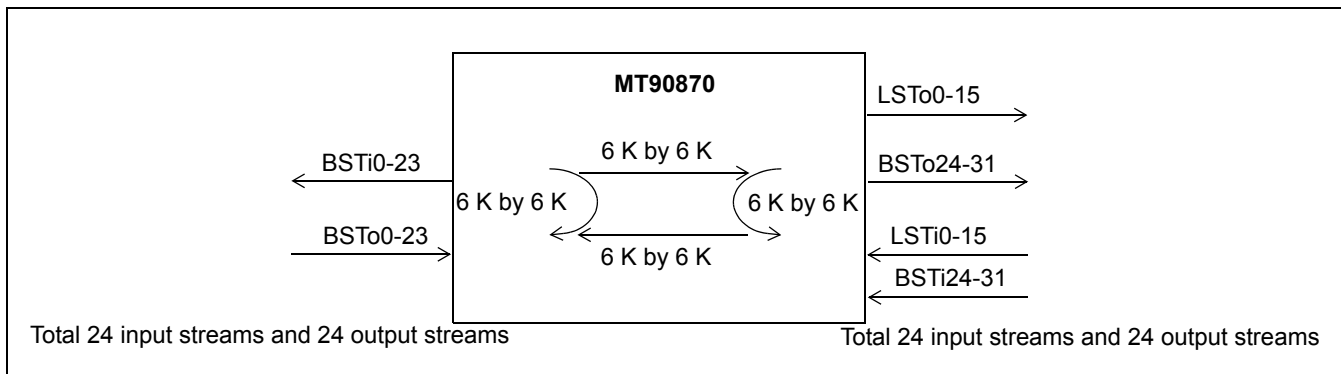 MT90870
BSTi0-23
BSTo0-23
6 K by 6 K
6 K by 6 K
6 K by 6 K
6 K by 6 K
LSTo0-15
BSTo24-31
LSTi0-15
BSTi24-31
Total 24 input streams and 24 output streams
Total 24 input streams and 24 output streams